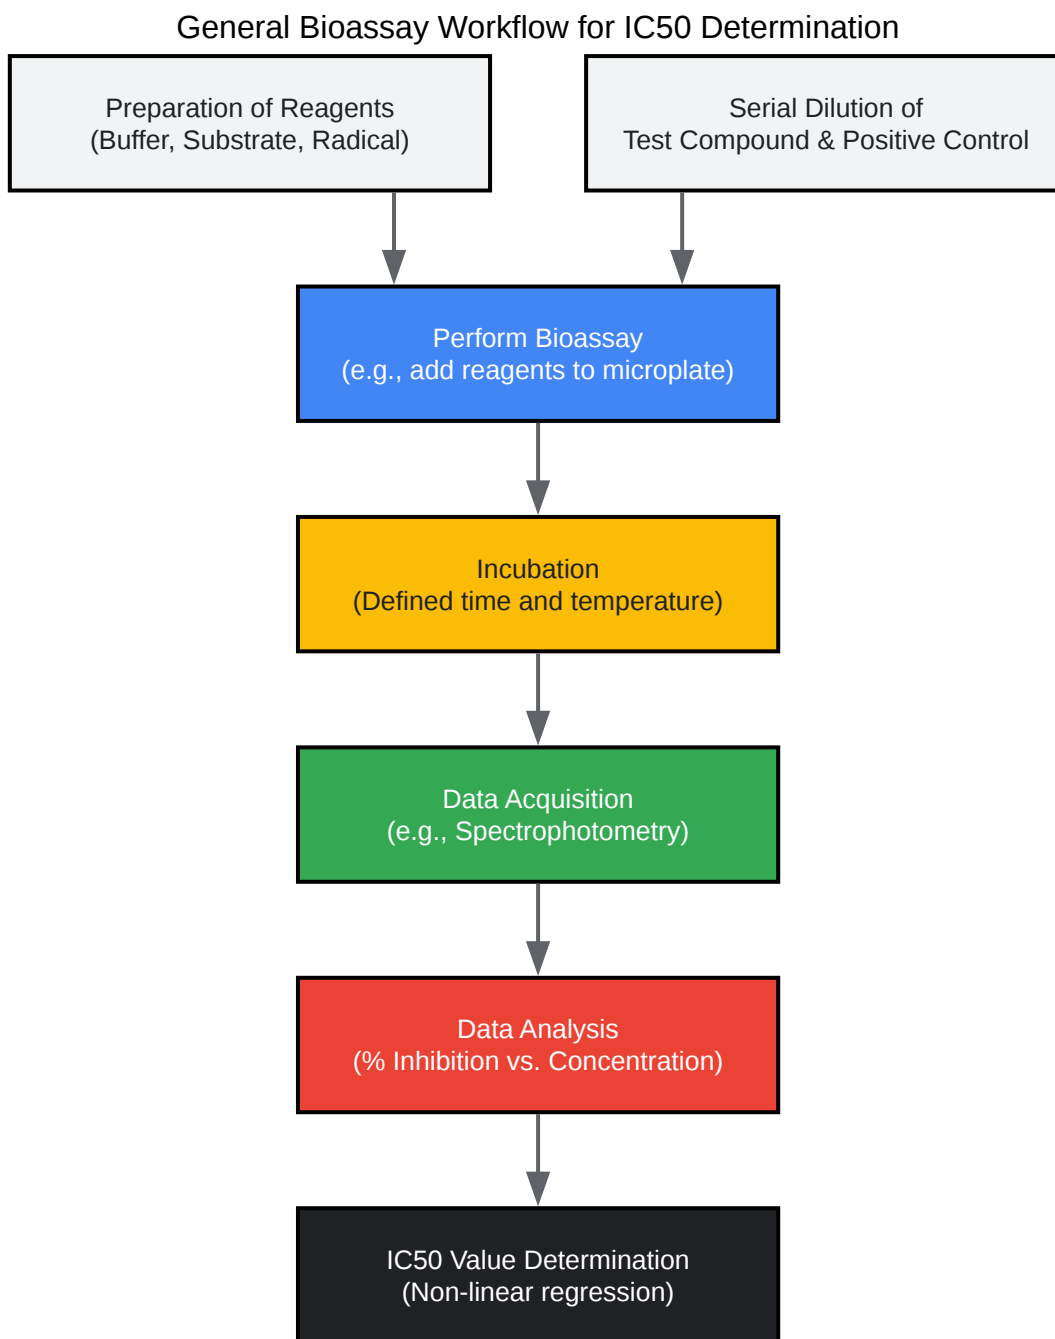 General Bioassay Workflow for IC50 Determination
Preparation of Reagents
(Buffer, Substrate, Radical)
Serial Dilution of
Test Compound & Positive Control
Perform Bioassay
(e.g., add reagents to microplate)
Incubation
(Defined time and temperature)
Data Acquisition
(e.g., Spectrophotometry)
Data Analysis
(% Inhibition vs. Concentration)
IC50 Value Determination
(Non-linear regression)